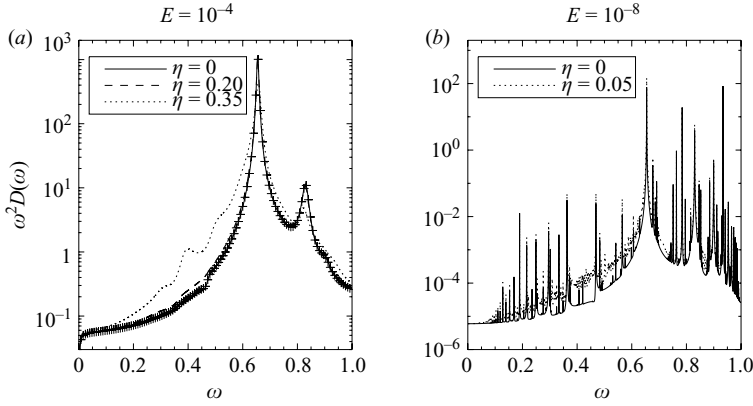 E = 10⁻⁴
(a)
10³
10²
10¹
1
10⁻¹
ω²D(ω)
η = 0
η = 0.20
η = 0.35
0 0.2 0.4 0.6 0.8 1.0
ω
E = 10⁻⁸
(b)
10²
10⁰
10⁻²
10⁻⁴
10⁻⁶
η = 0
η = 0.05
0 0.2 0.4 0.6 0.8 1.0
ω